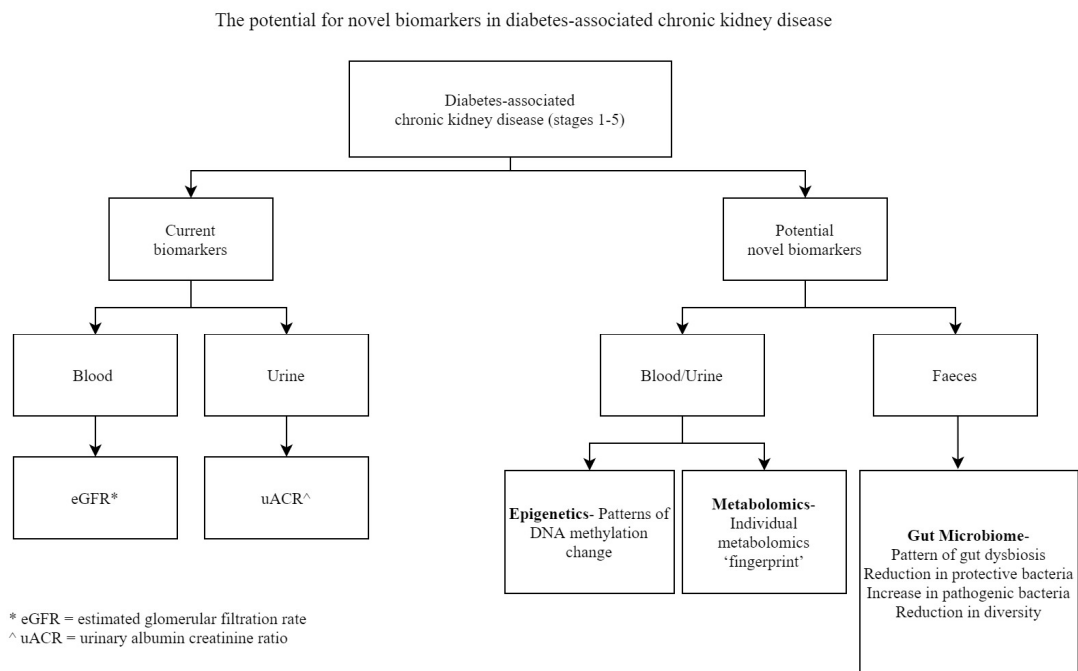 The potential for novel biomarkers in diabetes-associated chronic kidney disease
Diabetes-associated
chronic kidney disease (stages 1-5)
Current
biomarkers
Potential
novel biomarkers
Blood
Urine
Blood/Urine
Faeces
eGFR*
uACR^
Epigenetics- Patterns of
DNA methylation
change
Metabolomics-
Individual
metabolomics
‘fingerprint’
Gut Microbiome-
Pattern of gut dysbiosis
Reduction in protective bacteria
Increase in pathogenic bacteria
Reduction in diversity
* eGFR = estimated glomerular filtration rate
^ uACR = urinary albumin creatinine ratio